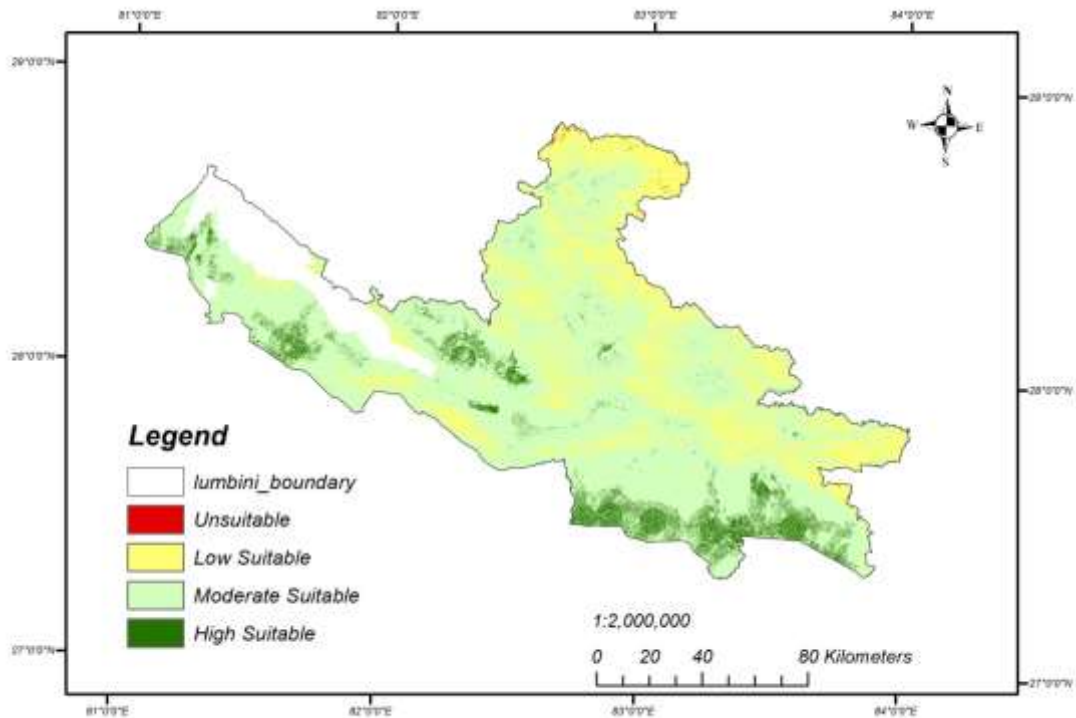 81°0'0"E 82°0'0"E 83°0'0"E 84°0'0"E
29°0'0"N
29°0'0"N
N
W E
S
28°0'0"N
28°0'0"N
Legend
lumbini_boundary
Unsuitable
Low Suitable
Moderate Suitable
High Suitable
1:2,000,000
0 20 40 80 Kilometers
27°0'0"N
27°0'0"N
81°0'0"E 82°0'0"E 83°0'0"E 84°0'0"E